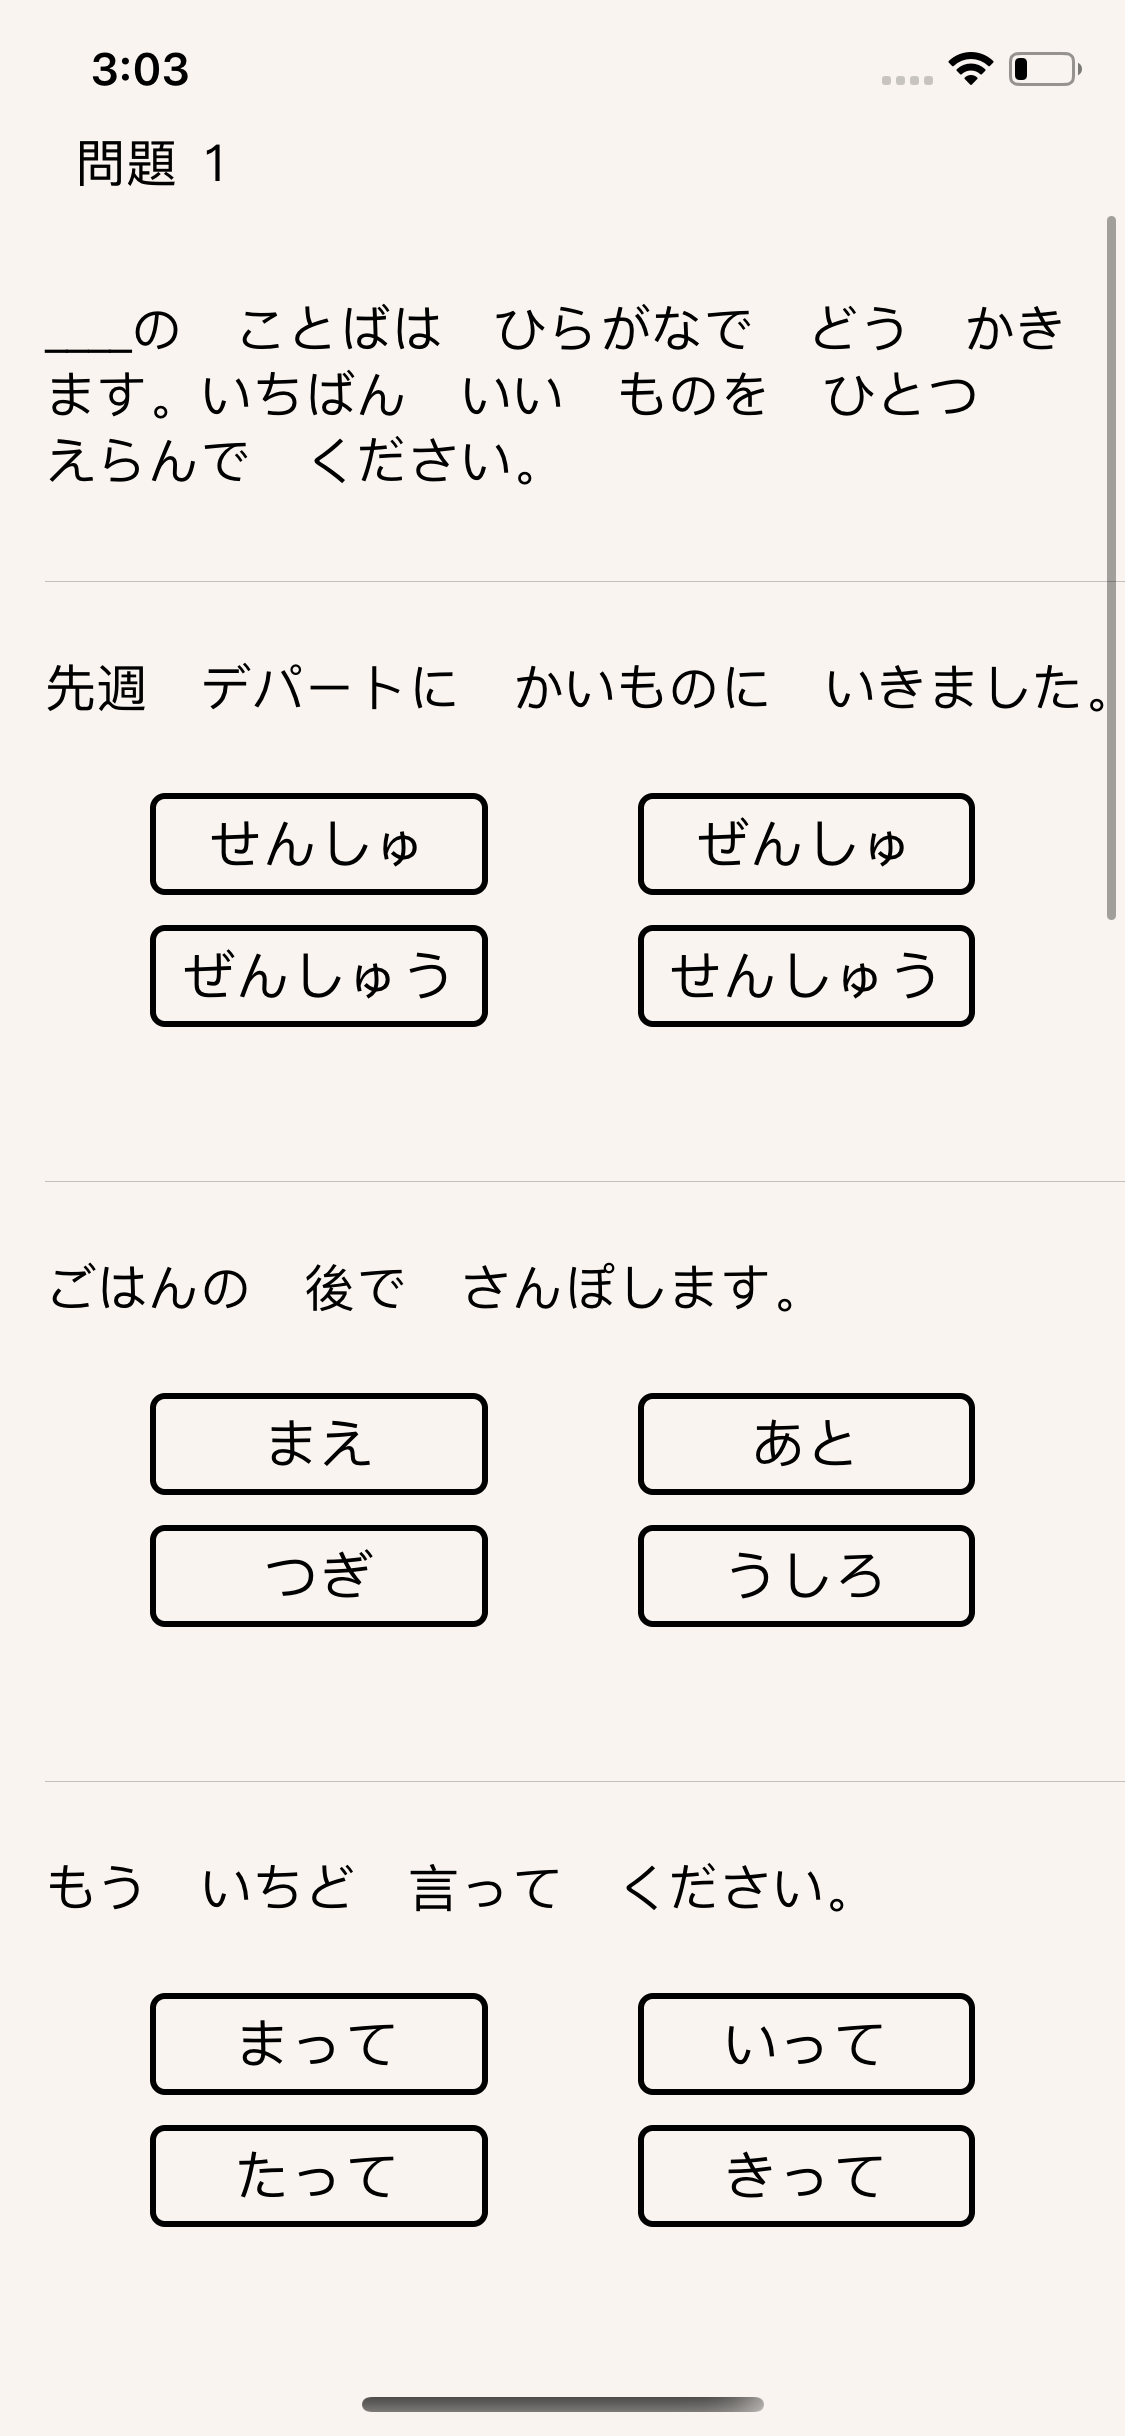 3:03
問題 1
____の　ことばは　ひらがなで　どう　かき
ます。いちばん　いい　ものを　ひとつ
えらんで　ください。
先週　デパートに　かいものに　いきました。
せんしゅ　ぜんしゅ
ぜんしゅう　せんしゅう
ごはんの　後で　さんぽします。
まえ　あと
つぎ　うしろ
もう　いちど　言って　ください。
まって　いって
たって　きって